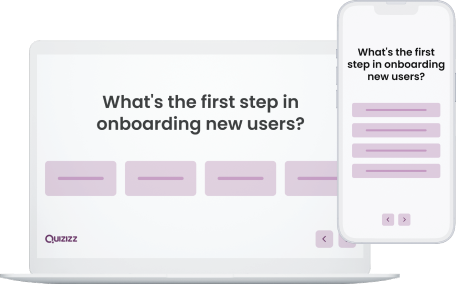 What's the first step in
onboarding new users?
QUIZIZZ
What's the first
step in onboarding
new users?